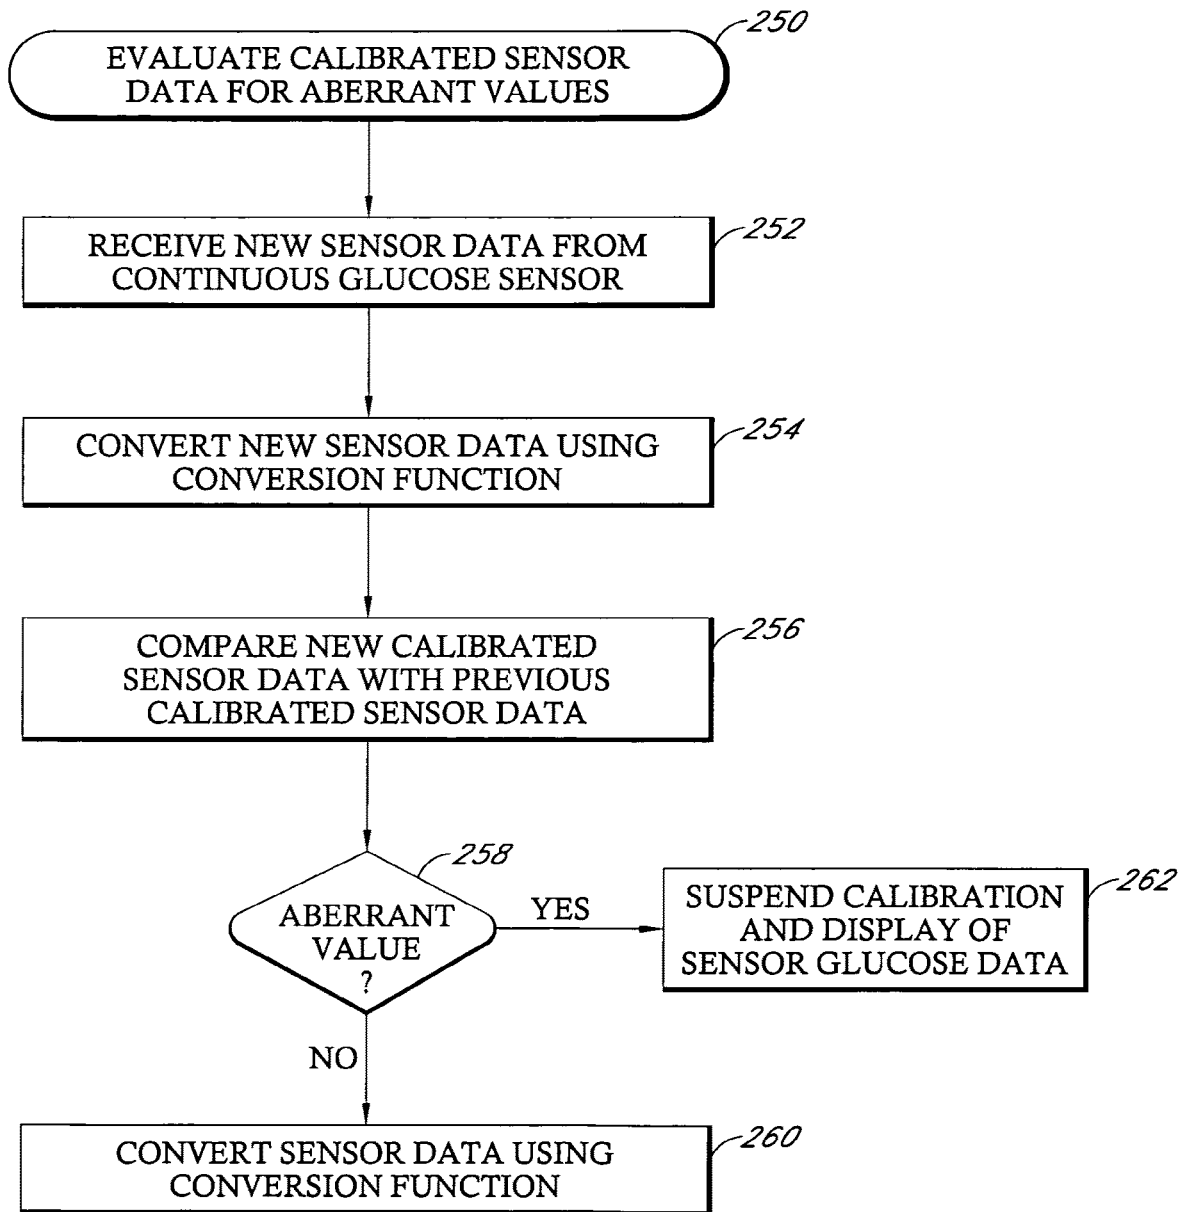 250
EVALUATE CALIBRATED SENSOR
DATA FOR ABERRANT VALUES
252
RECEIVE NEW SENSOR DATA FROM
CONTINUOUS GLUCOSE SENSOR
254
CONVERT NEW SENSOR DATA USING
CONVERSION FUNCTION
256
COMPARE NEW CALIBRATED
SENSOR DATA WITH PREVIOUS
CALIBRATED SENSOR DATA
258
ABERRANT
VALUE
?
YES
262
SUSPEND CALIBRATION
AND DISPLAY OF
SENSOR GLUCOSE DATA
NO
260
CONVERT SENSOR DATA USING
CONVERSION FUNCTION